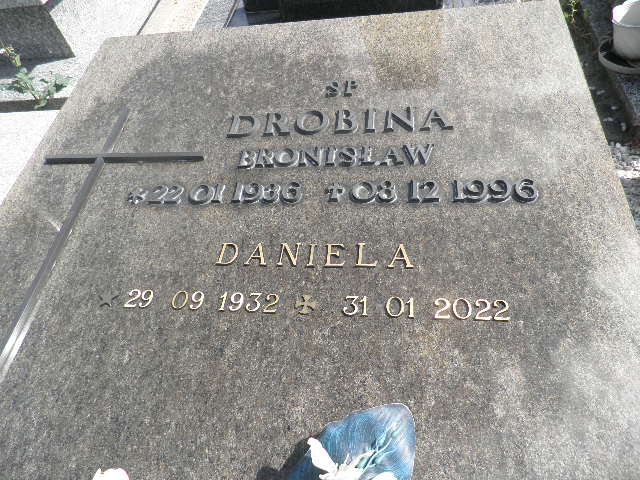 SP
DROBINA
BRONISŁAW
*22 01 1936 ✝08 12 1996
DANIELA
*29 09 1932 ✠ 31 01 2022